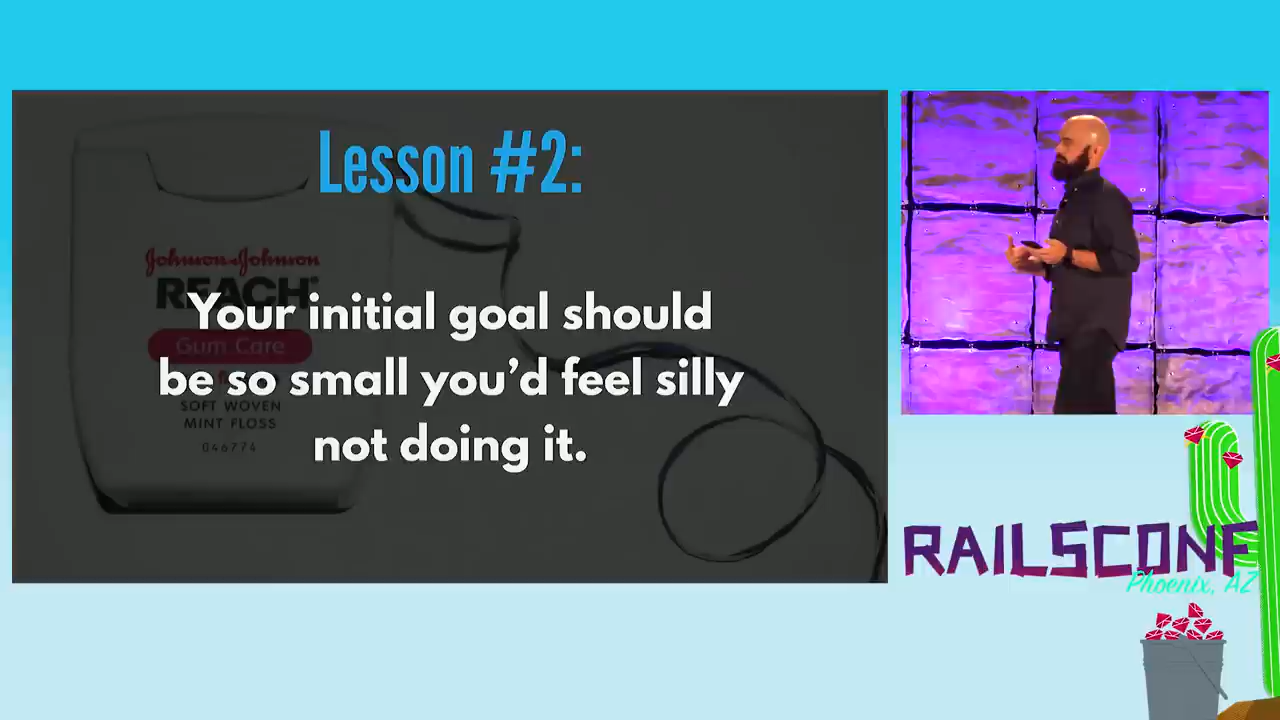 Lesson #2:
Johnson & Johnson
REACH®
Your initial goal should
Gum Care
be so small you'd feel silly
SOFT WOVEN
MINT FLOSS
not doing it.
046774
RAILSCONF
Phoenix, AZ